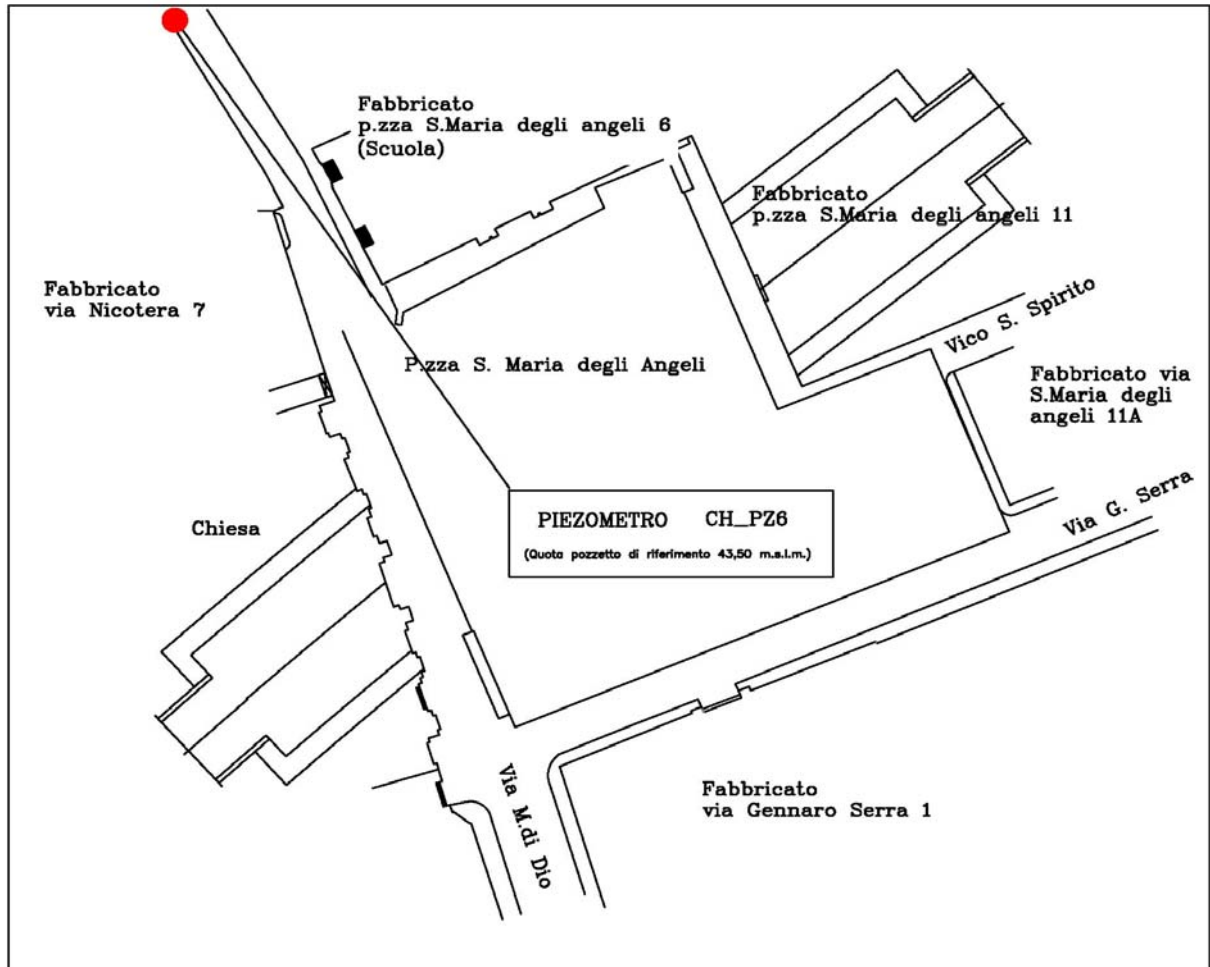 Fabbricato
p.zza S.Maria degli angeli 6
(Scuola)
Fabbricato
p.zza S.Maria degli angeli 11
Fabbricato
via Nicotera 7
Vico S. Spirito
P.zza S. Maria degli Angeli
Fabbricato via
S.Maria degli
angeli 11A
PIEZOMETRO CH_PZ6
(Quota pozzetto di riferimento 43,50 m.s.l.m.)
Via G. Serra
Chiesa
Via M.di Dio
Fabbricato
via Gennaro Serra 1